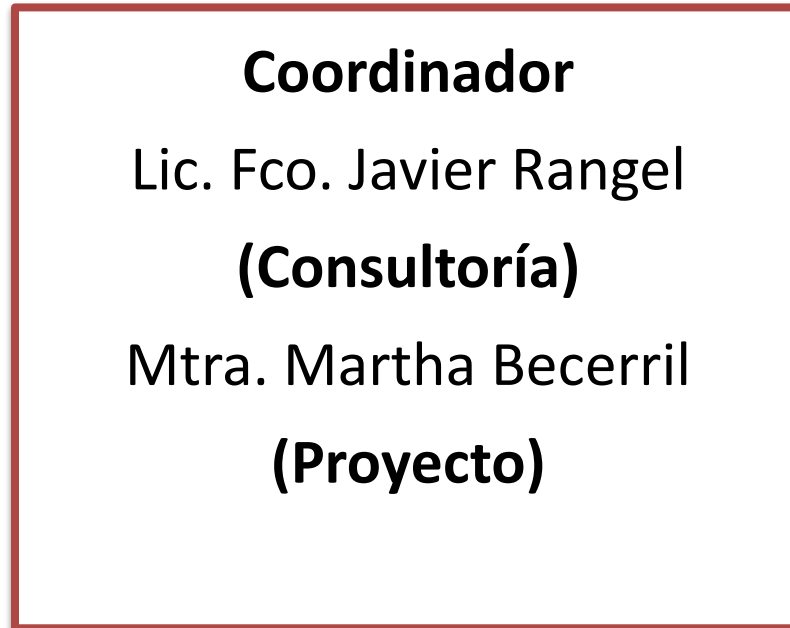 Coordinador
Lic. Fco. Javier Rangel
(Consultoría)
Mtra. Martha Becerril
(Proyecto)